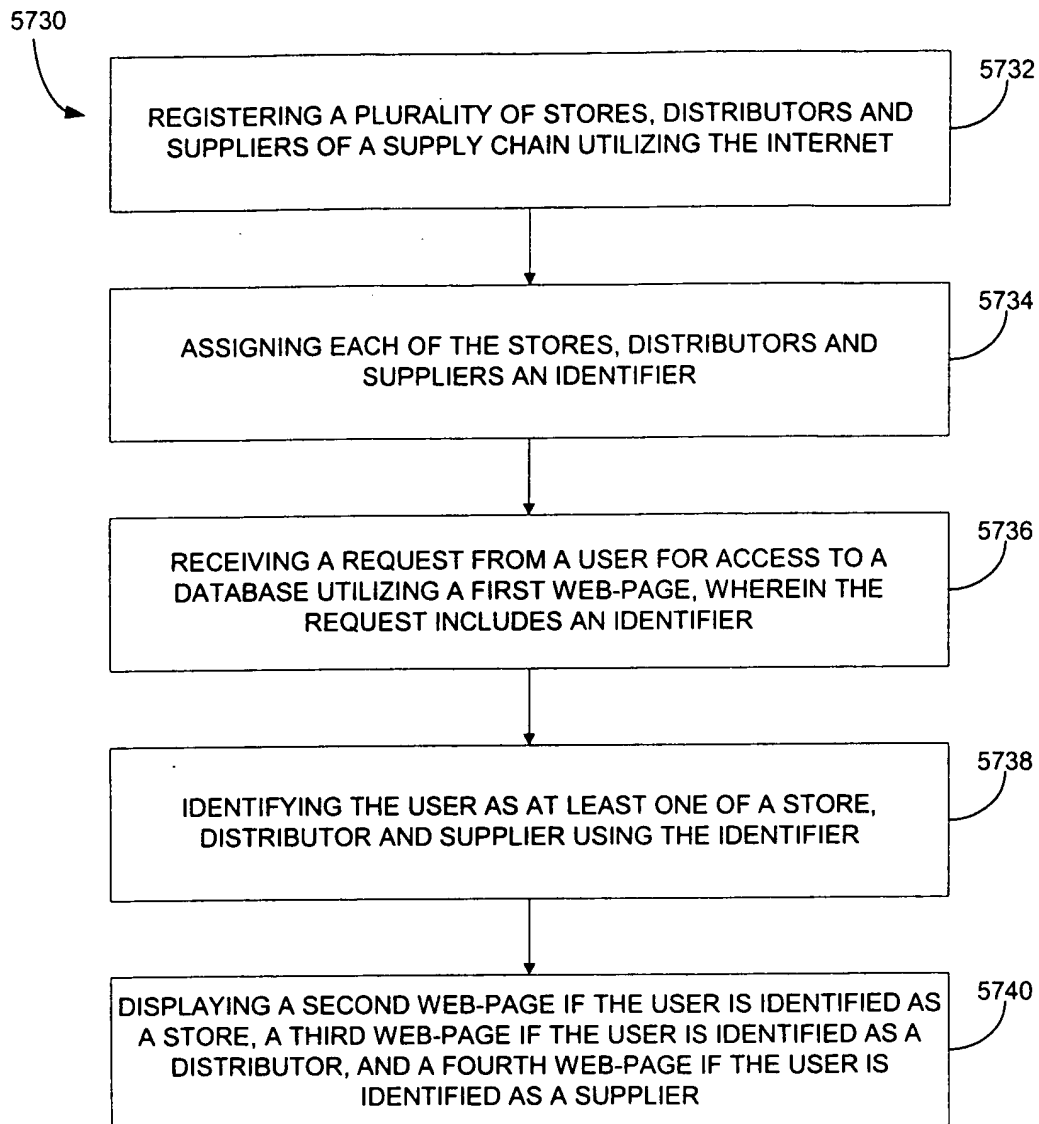 5730
5732
REGISTERING A PLURALITY OF STORES, DISTRIBUTORS AND
SUPPLIERS OF A SUPPLY CHAIN UTILIZING THE INTERNET
5734
ASSIGNING EACH OF THE STORES, DISTRIBUTORS AND
SUPPLIERS AN IDENTIFIER
5736
RECEIVING A REQUEST FROM A USER FOR ACCESS TO A
DATABASE UTILIZING A FIRST WEB-PAGE, WHEREIN THE
REQUEST INCLUDES AN IDENTIFIER
5738
IDENTIFYING THE USER AS AT LEAST ONE OF A STORE,
DISTRIBUTOR AND SUPPLIER USING THE IDENTIFIER
5740
DISPLAYING A SECOND WEB-PAGE IF THE USER IS IDENTIFIED AS
A STORE, A THIRD WEB-PAGE IF THE USER IS IDENTIFIED AS A
DISTRIBUTOR, AND A FOURTH WEB-PAGE IF THE USER IS
IDENTIFIED AS A SUPPLIER